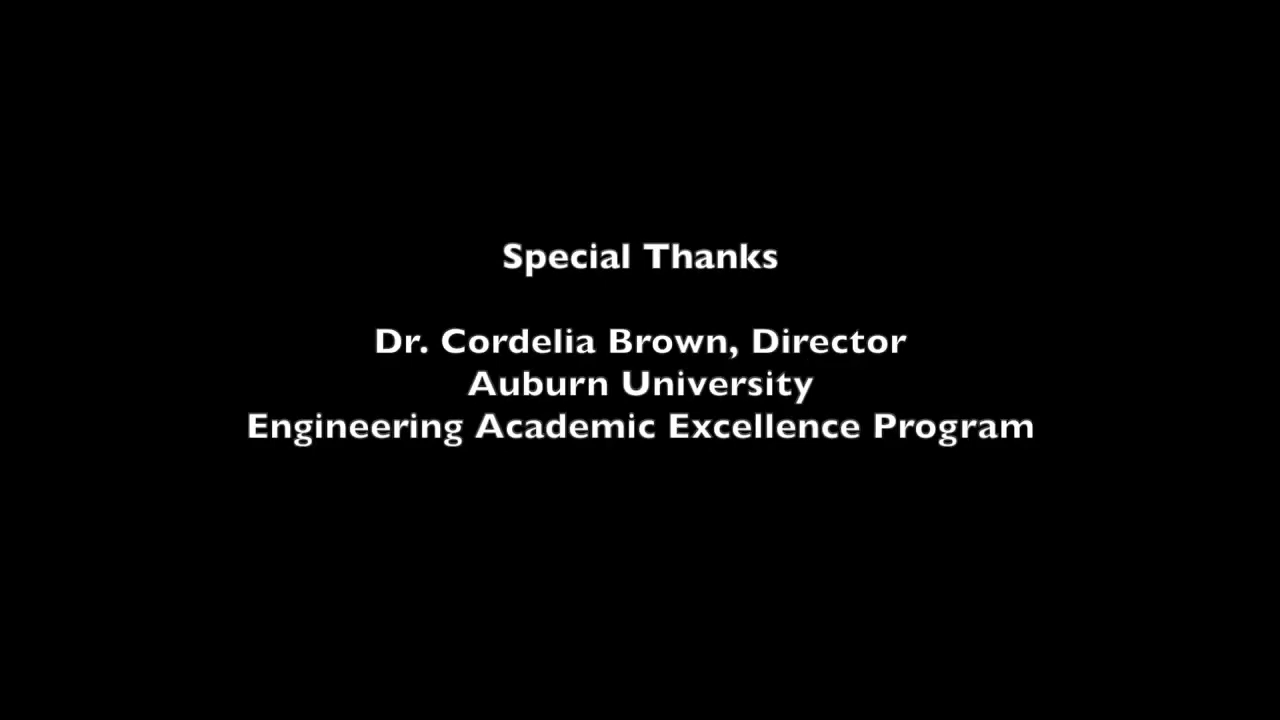 Special Thanks
Dr. Cordelia Brown, Director
Auburn University
Engineering Academic Excellence Program